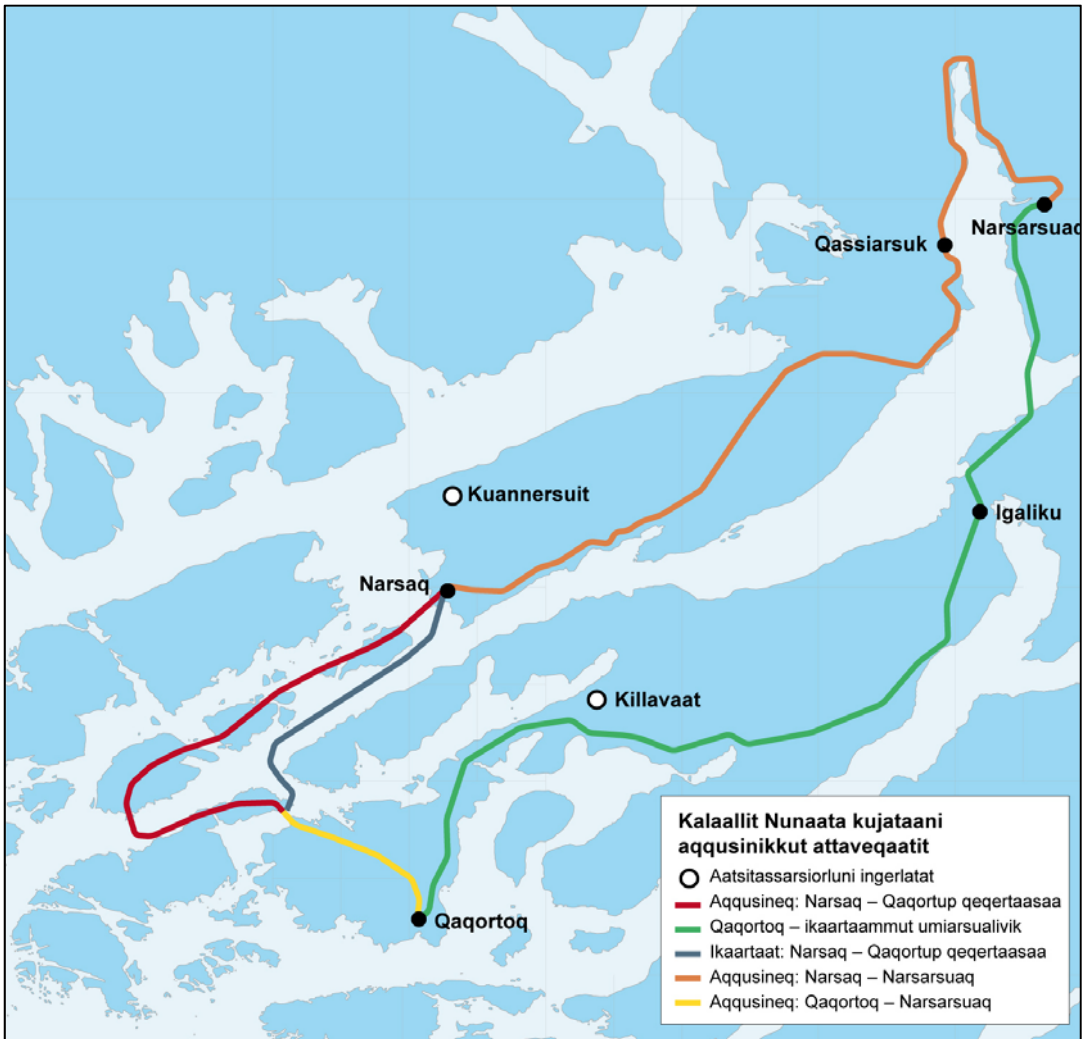 Narsarsuaq
Qassiarsuk
Kuannersuit
Igaliku
Narsaq
Killavaat
Qaqortoq
Kalaallit Nunaata kujataani
aqqusinikkut attaveqaatit
Aatsitassarsiorluni ingerlatat
Aqqusineq: Narsaq – Qaqortup qeqertaasaa
Qaqortoq – ikaartaammut umiarsualivik
Ikaartaat: Narsaq – Qaqortup qeqertaasaa
Aqqusineq: Narsaq – Narsarsuaq
Aqqusineq: Qaqortoq – Narsarsuaq